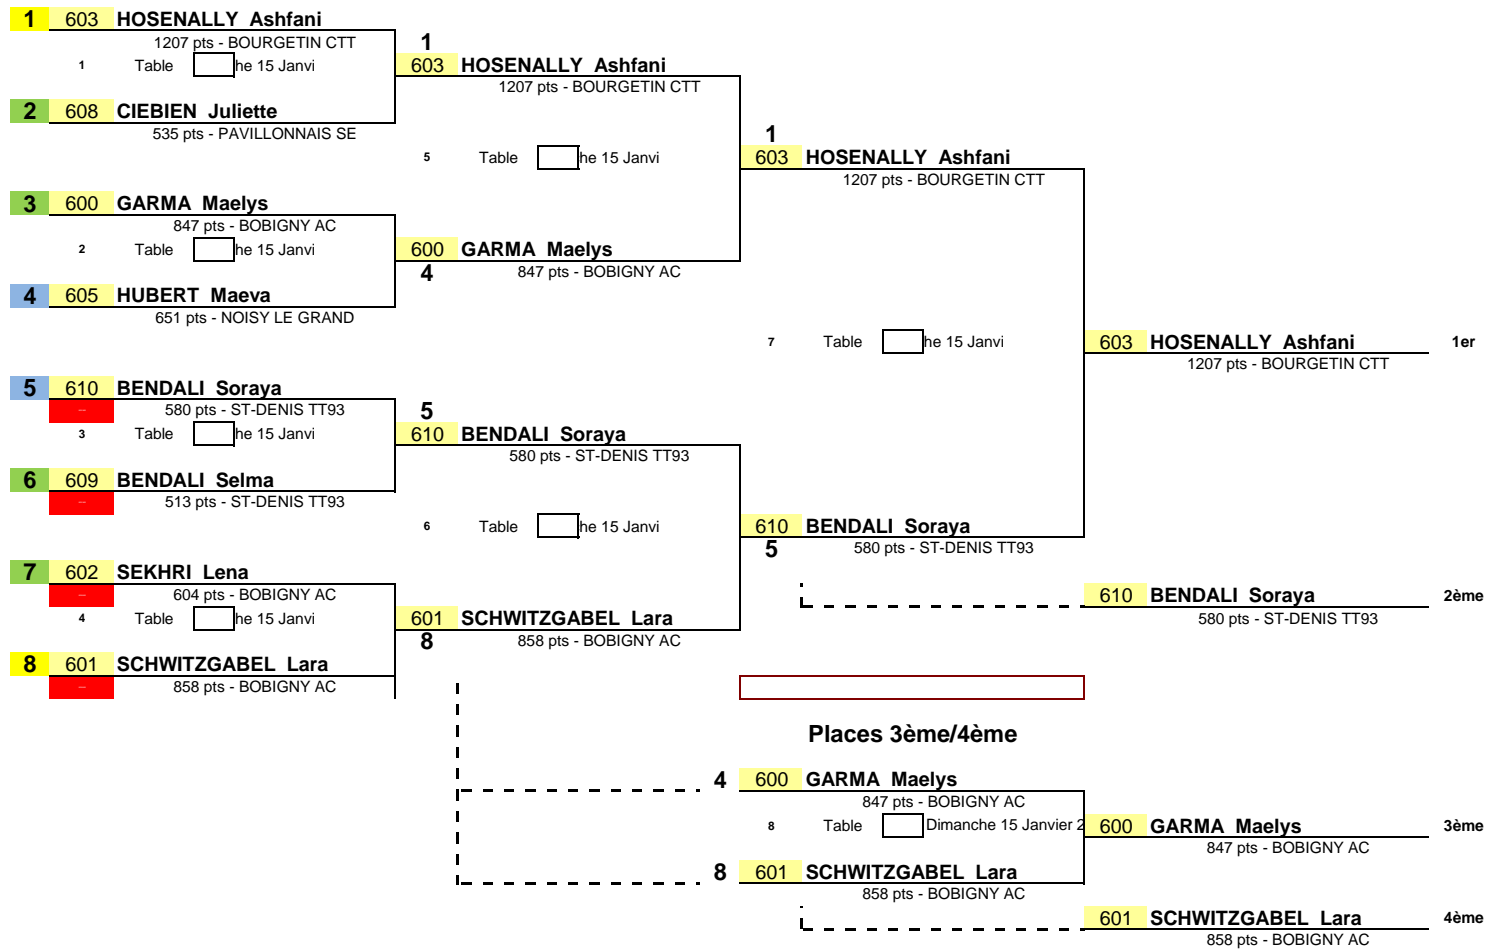 1 603 HOSENALLY Ashfani
1207 pts - BOURGETIN CTT
1 Table he 15 Janvi
2 608 CIEBIEN Juliette
535 pts - PAVILLONNAIS SE
3 600 GARMA Maelys
847 pts - BOBIGNY AC
2 Table he 15 Janvi
4 605 HUBERT Maeva
651 pts - NOISY LE GRAND
5 610 BENDALI Soraya
– 580 pts - ST-DENIS TT93
3 Table he 15 Janvi
6 609 BENDALI Selma
– 513 pts - ST-DENIS TT93
7 602 SEKHRI Lena
– 604 pts - BOBIGNY AC
4 Table he 15 Janvi
8 601 SCHWITZGABEL Lara
– 858 pts - BOBIGNY AC
1
603 HOSENALLY Ashfani
1207 pts - BOURGETIN CTT
5 Table he 15 Janvi
600 GARMA Maelys
4 847 pts - BOBIGNY AC
5
610 BENDALI Soraya
580 pts - ST-DENIS TT93
6 Table he 15 Janvi
601 SCHWITZGABEL Lara
8 858 pts - BOBIGNY AC
1
603 HOSENALLY Ashfani
1207 pts - BOURGETIN CTT
7 Table he 15 Janvi
610 BENDALI Soraya
5 580 pts - ST-DENIS TT93
603 HOSENALLY Ashfani 1er
1207 pts - BOURGETIN CTT
610 BENDALI Soraya 2ème
580 pts - ST-DENIS TT93
Places 3ème/4ème
4 600 GARMA Maelys
847 pts - BOBIGNY AC
8 Table Dimanche 15 Janvier 2
8 601 SCHWITZGABEL Lara
858 pts - BOBIGNY AC
600 GARMA Maelys 3ème
847 pts - BOBIGNY AC
601 SCHWITZGABEL Lara 4ème
858 pts - BOBIGNY AC